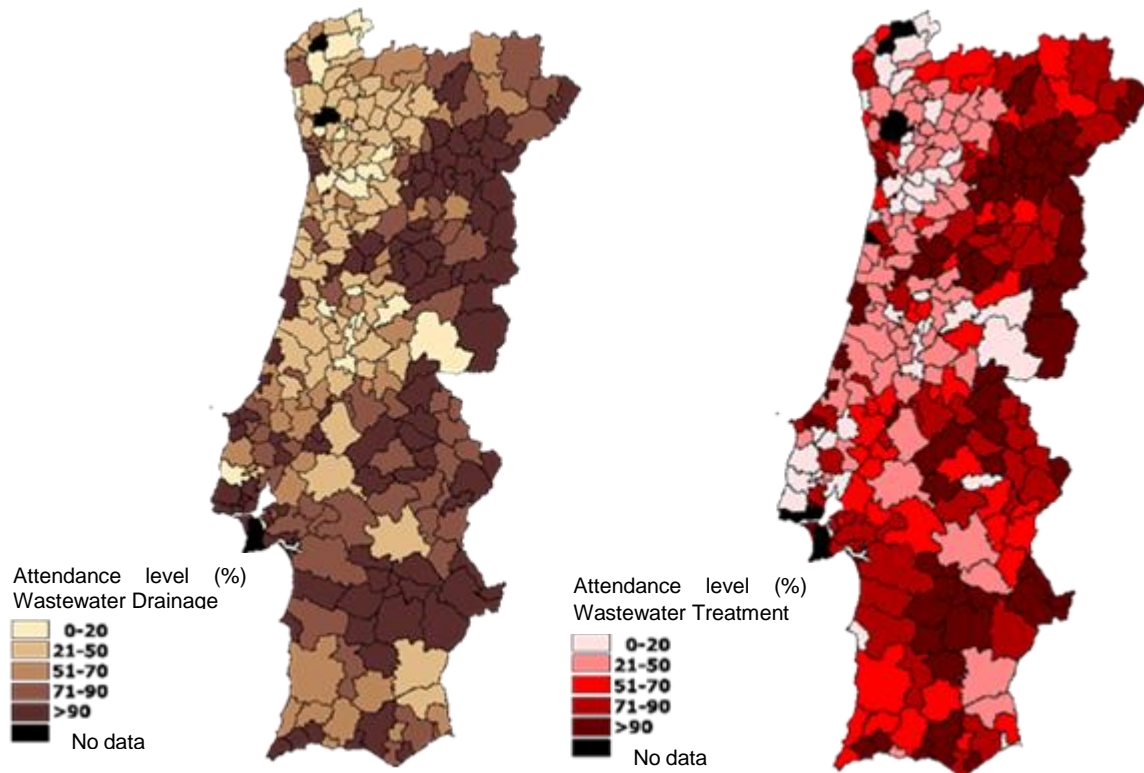 Attendance level (%)
Wastewater Drainage
0-20
21-50
51-70
71-90
>90
No data
Attendance level (%)
Wastewater Treatment
0-20
21-50
51-70
71-90
>90
No data